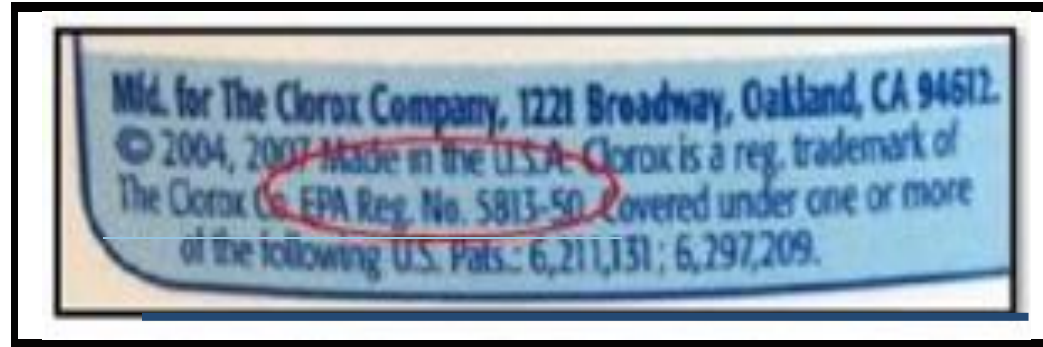 Mfd. for The Clorox Company, 1221 Broadway, Oakland, CA 94612.
© 2004, 2007 Made in the U.S.A. Clorox is a reg. trademark of
The Clorox Co. EPA Reg. No. 5813-50. Covered under one or more
of the following U.S. Pats.: 6,211,131; 6,297,209.